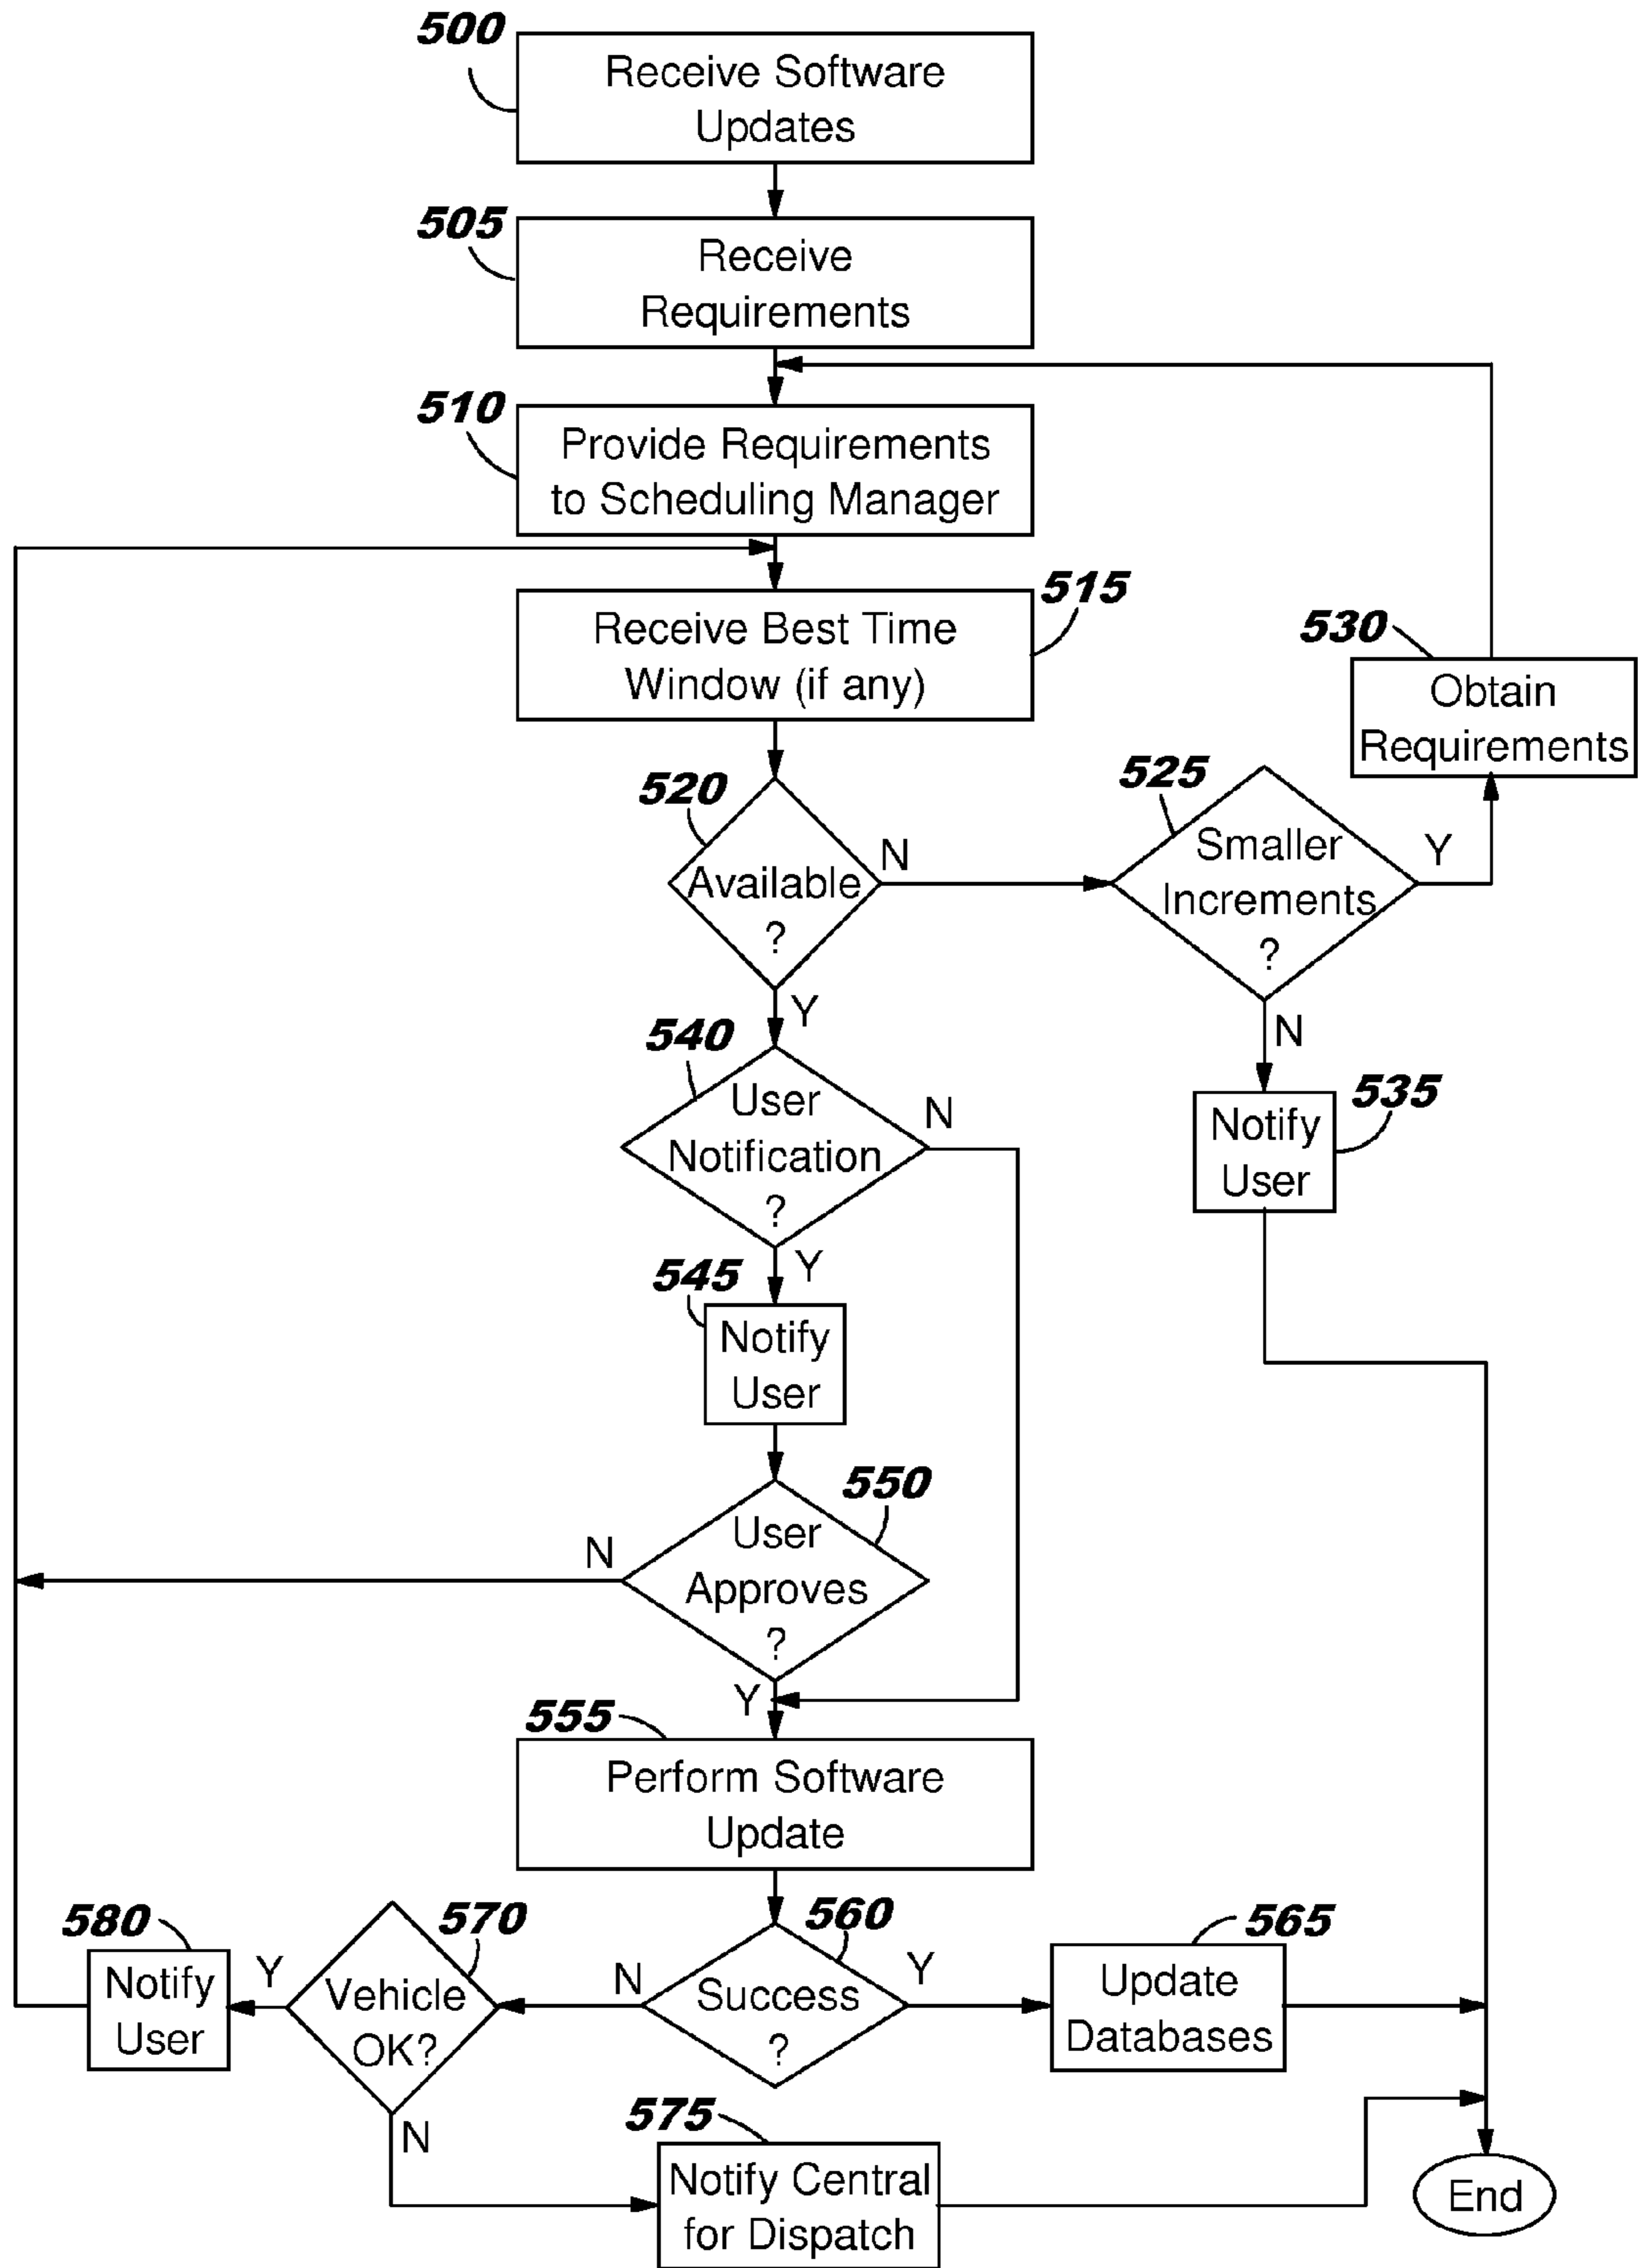 500
Receive Software
Updates
505
Receive
Requirements
510
Provide Requirements
to Scheduling Manager
515
Receive Best Time
Window (if any)
530
Obtain
Requirements
520
Available
?
N
Y
525
Smaller
Increments
?
Y
N
540
User
Notification
?
N
Y
535
Notify
User
545
Notify
User
550
User
Approves
?
N
Y
555
Perform Software
Update
560
Success
?
N
Y
565
Update
Databases
570
Vehicle
OK?
Y
N
580
Notify
User
575
Notify Central
for Dispatch
End